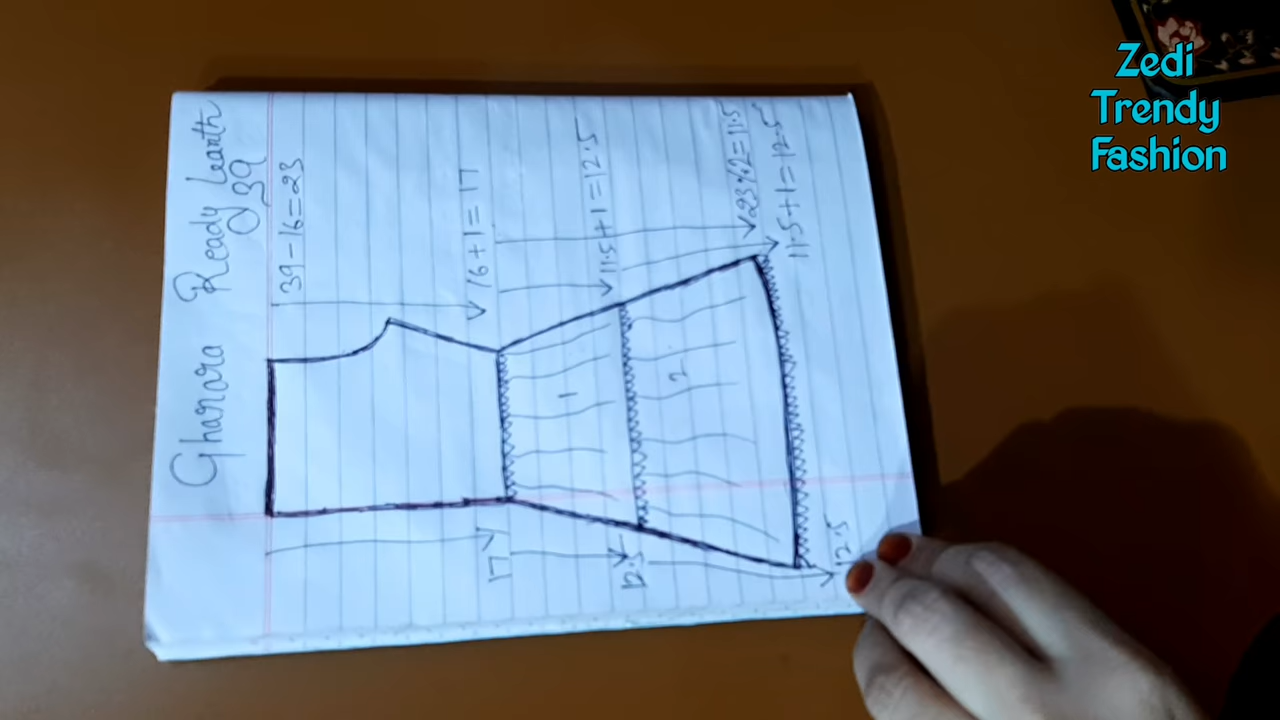 Zedi
Trendy
Fashion
Gharara Ready Leanth
39
39-16=23
16+1=17
11.5+1=12.5
23%2=11.5
11.5+1=12.5
1
2
17
12.5
12.5